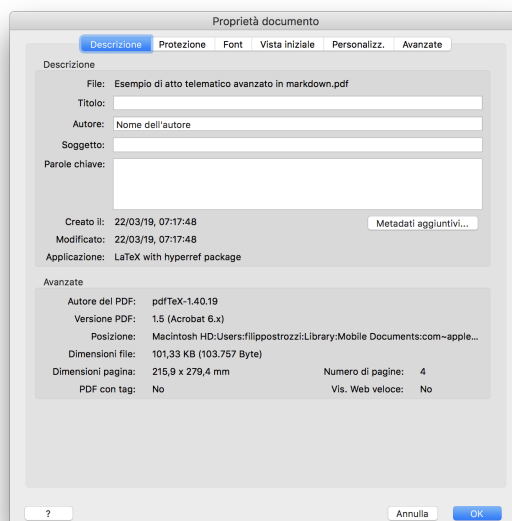 Proprietà documento
Descrizione Protezione Font Vista iniziale Personalizz. Avanzate
Descrizione
File: Esempio di atto telematico avanzato in markdown.pdf
Titolo:
Autore: Nome dell'autore
Soggetto:
Parole chiave:
Creato il: 22/03/19, 07:17:48 Metadati aggiuntivi...
Modificato: 22/03/19, 07:17:48
Applicazione: LaTeX with hyperref package
Avanzate
Autore del PDF: pdfTeX-1.40.19
Versione PDF: 1.5 (Acrobat 6.x)
Posizione: Macintosh HD:Users:filippostrozzi:Library:Mobile Documents:com~apple...
Dimensioni file: 101,33 KB (103.757 Byte)
Dimensioni pagina: 215,9 x 279,4 mm Numero di pagine: 4
PDF con tag: No Vis. Web veloce: No
? Annulla OK